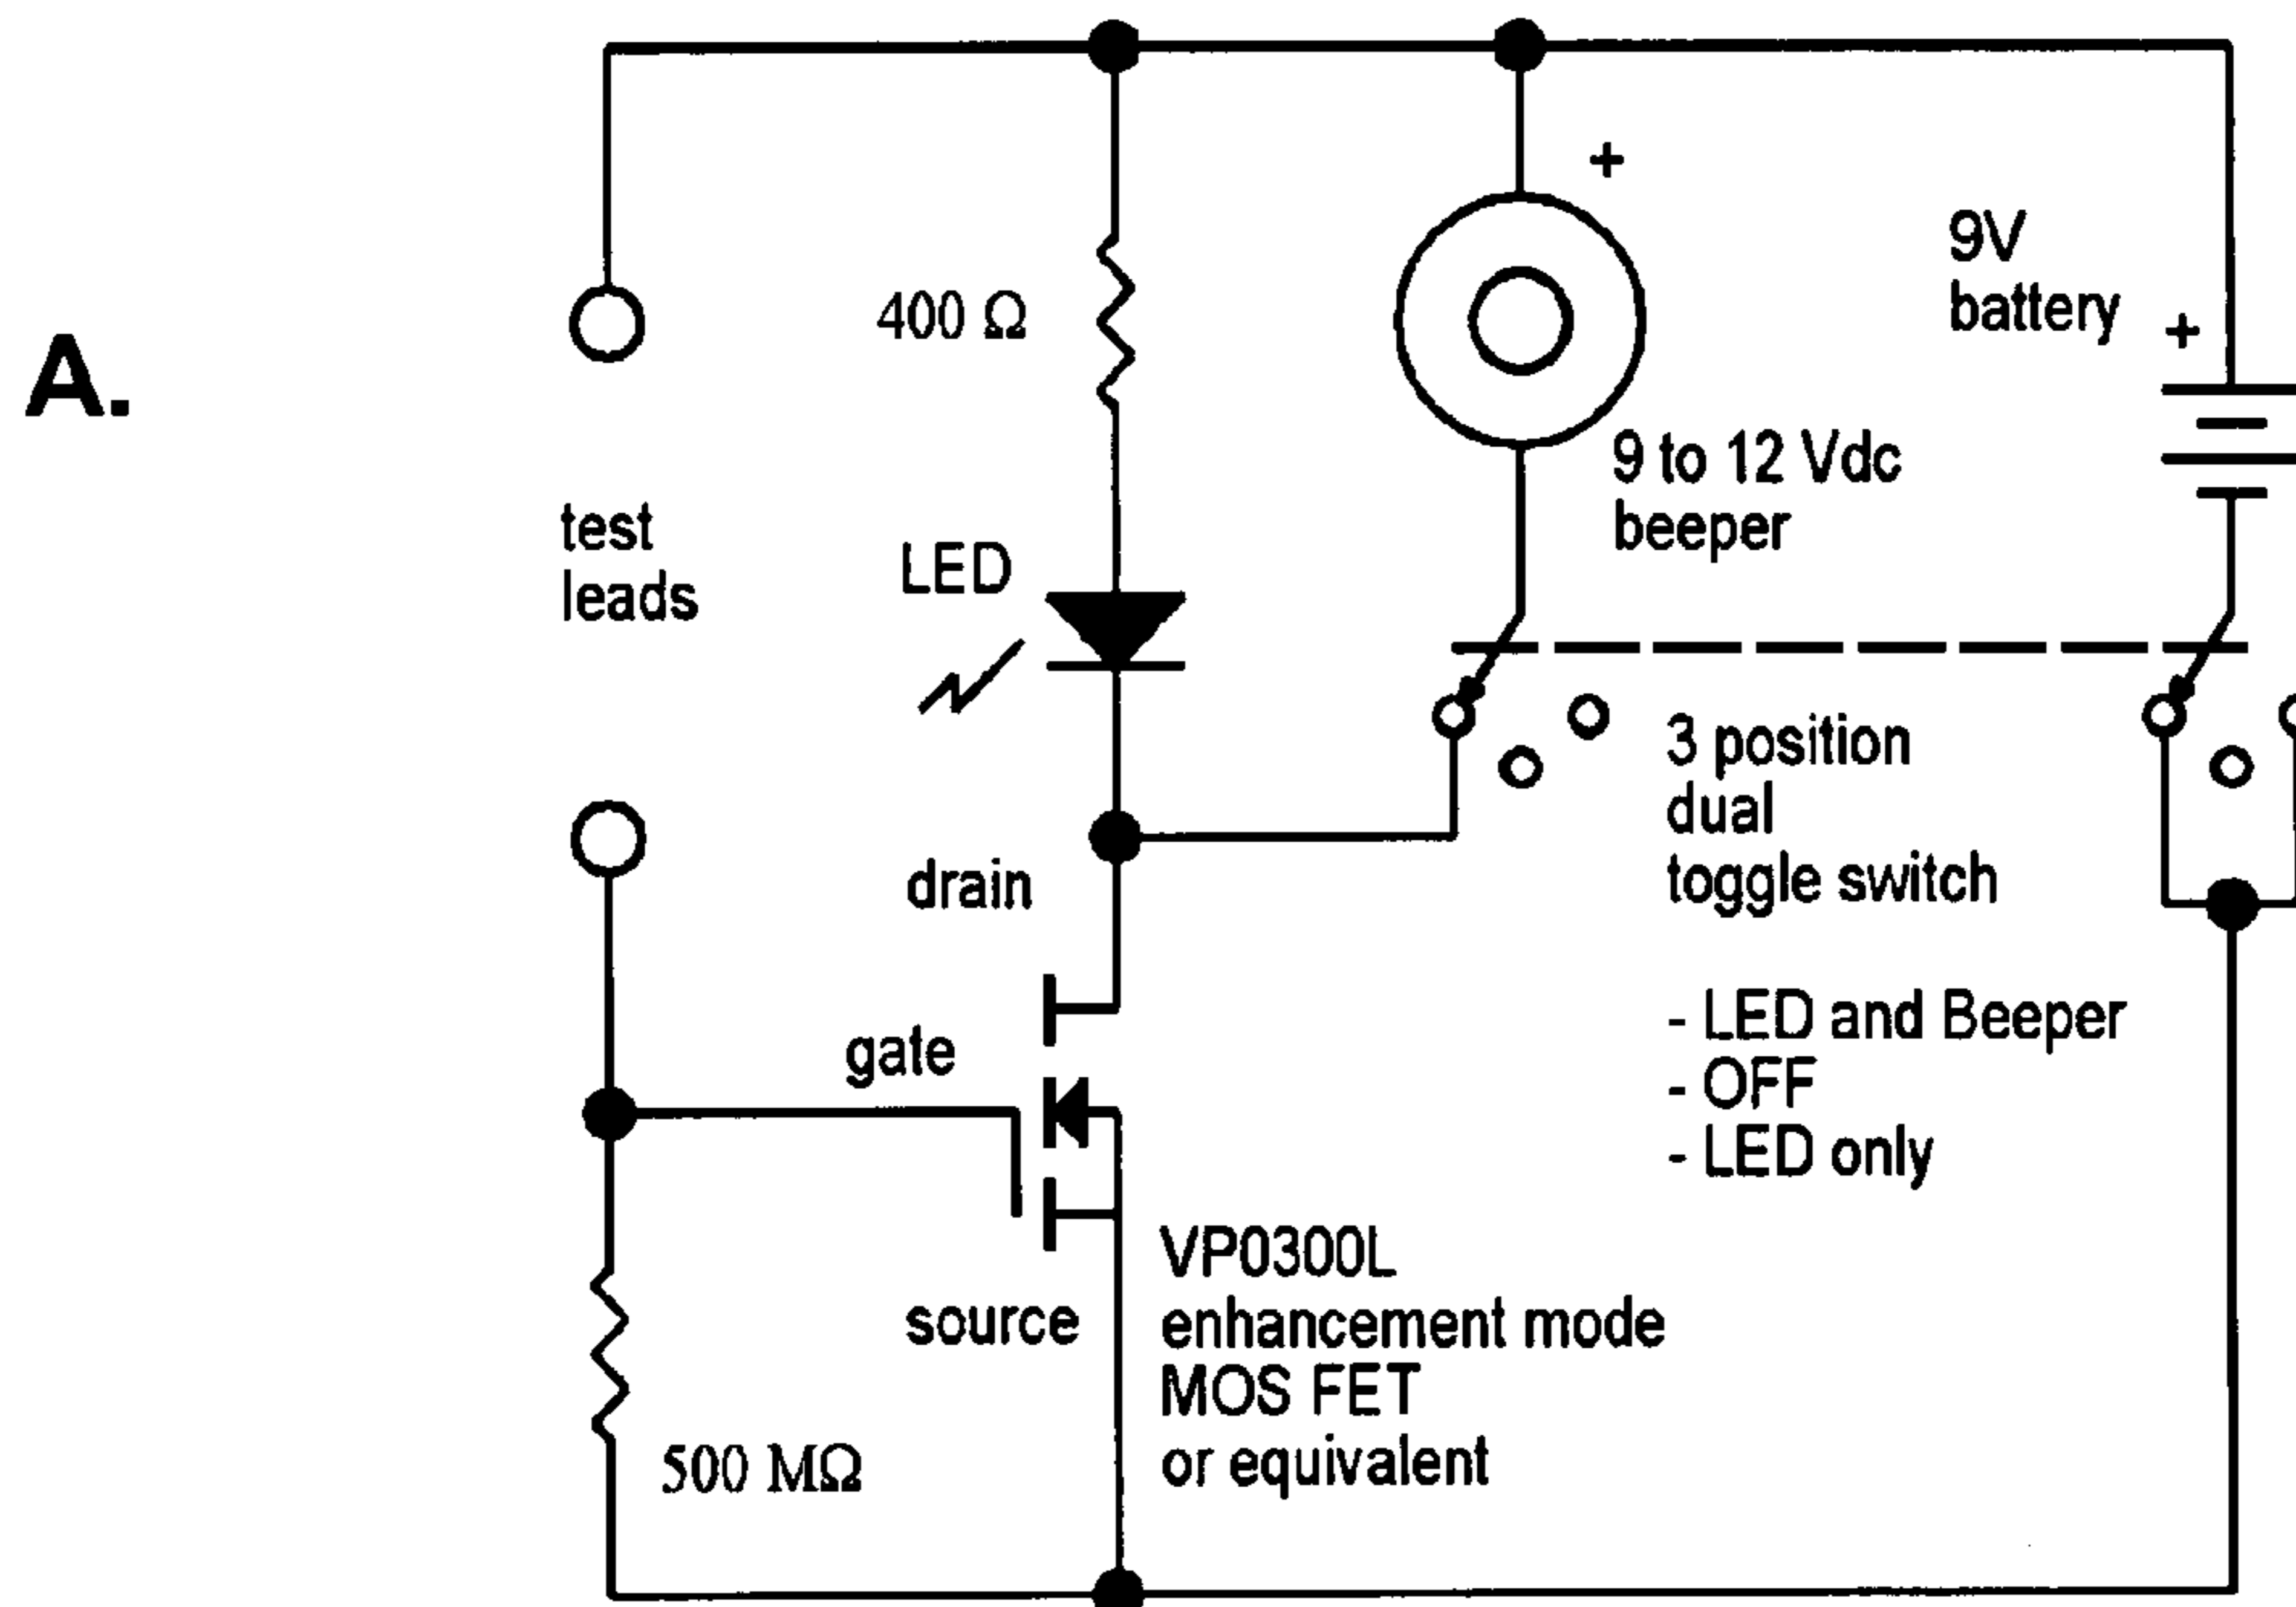 A.
400 Ω
+
9V
battery
+
9 to 12 Vdc
beeper
test
leads
LED
3 position
dual
toggle switch
drain
- LED and Beeper
- OFF
- LED only
gate
source
VP0300L
enhancement mode
MOS FET
or equivalent
500 MΩ